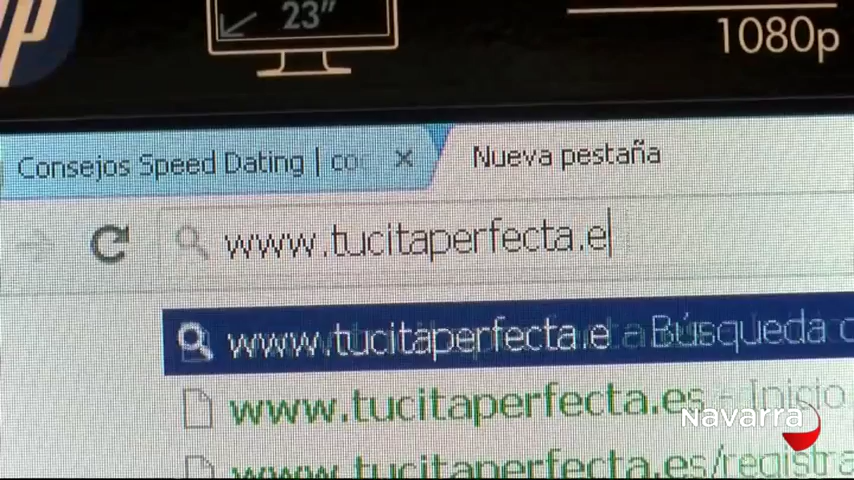 23"
1080p
Consejos Speed Dating | co
Nueva pestaña
www.tucitaperfecta.e
www.tucitaperfecta.e - Búsqueda
www.tucitaperfecta.es - Inicio
www.tucitaperfecta.es/registra
Navarra